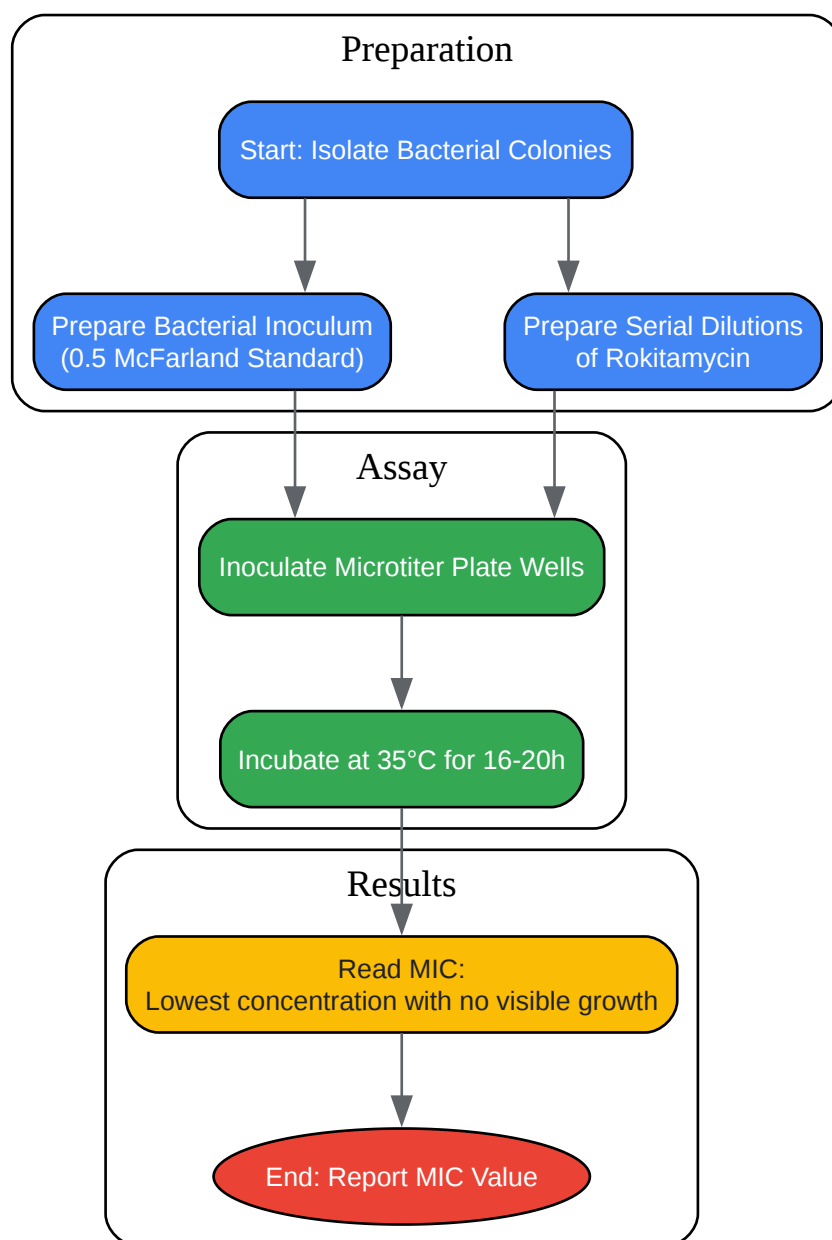 Preparation
Start: Isolate Bacterial Colonies
Prepare Bacterial Inoculum
(0.5 McFarland Standard)
Prepare Serial Dilutions
of Rokitamycin
Assay
Inoculate Microtiter Plate Wells
Incubate at 35°C for 16-20h
Results
Read MIC:
Lowest concentration with no visible growth
End: Report MIC Value